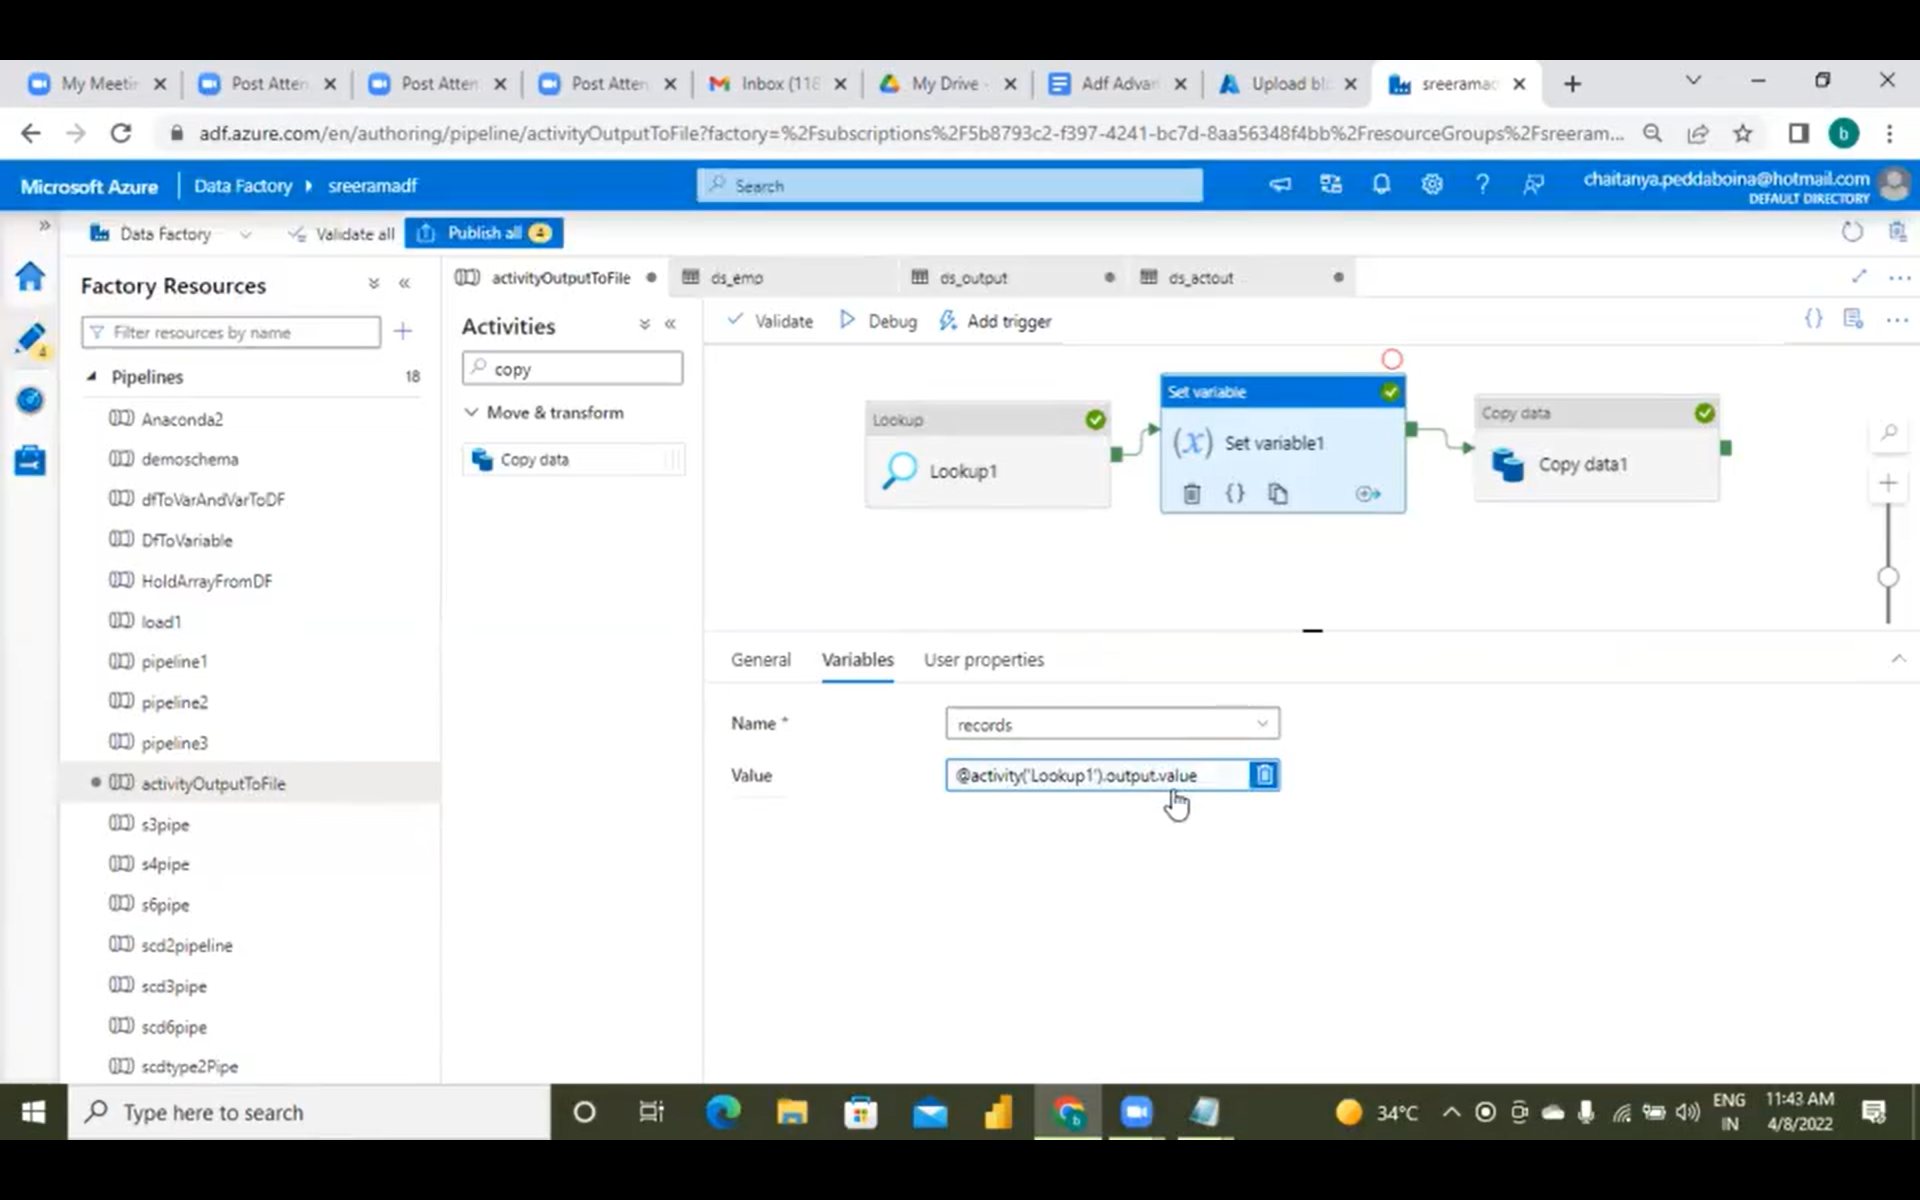 My Meetin
Post Atten
Post Atten
Post Atten
Inbox (118
My Drive -
Adf Advan
Upload blo
sreeramad
adf.azure.com/en/authoring/pipeline/activityOutputToFile?factory=%2Fsubscriptions%2F5b8793c2-f397-4241-bc7d-8aa56348f4bb%2FresourceGroups%2Fsreeram...
b
Microsoft Azure
Data Factory
sreeramadf
Search
chaitanya.peddaboina@hotmail.com
DEFAULT DIRECTORY
Data Factory
Validate all
Publish all 4
activityOutputToFile
ds_emp
ds_output
ds_actout
Factory Resources
Filter resources by name
4
Pipelines 18
Anaconda2
demoschema
dfToVarAndVarToDF
DfToVariable
HoldArrayFromDF
load1
pipeline1
pipeline2
pipeline3
activityOutputToFile
s3pipe
s4pipe
s6pipe
scd2pipeline
scd3pipe
scd6pipe
scdtype2Pipe
Activities
copy
Move & transform
Copy data
Validate
Debug
Add trigger
Lookup
Lookup1
Set variable
(x) Set variable1
Copy data
Copy data1
General
Variables
User properties
Name *
records
Value
@activity('Lookup1').output.value
Type here to search
34°C
ENG
IN
11:43 AM
4/8/2022